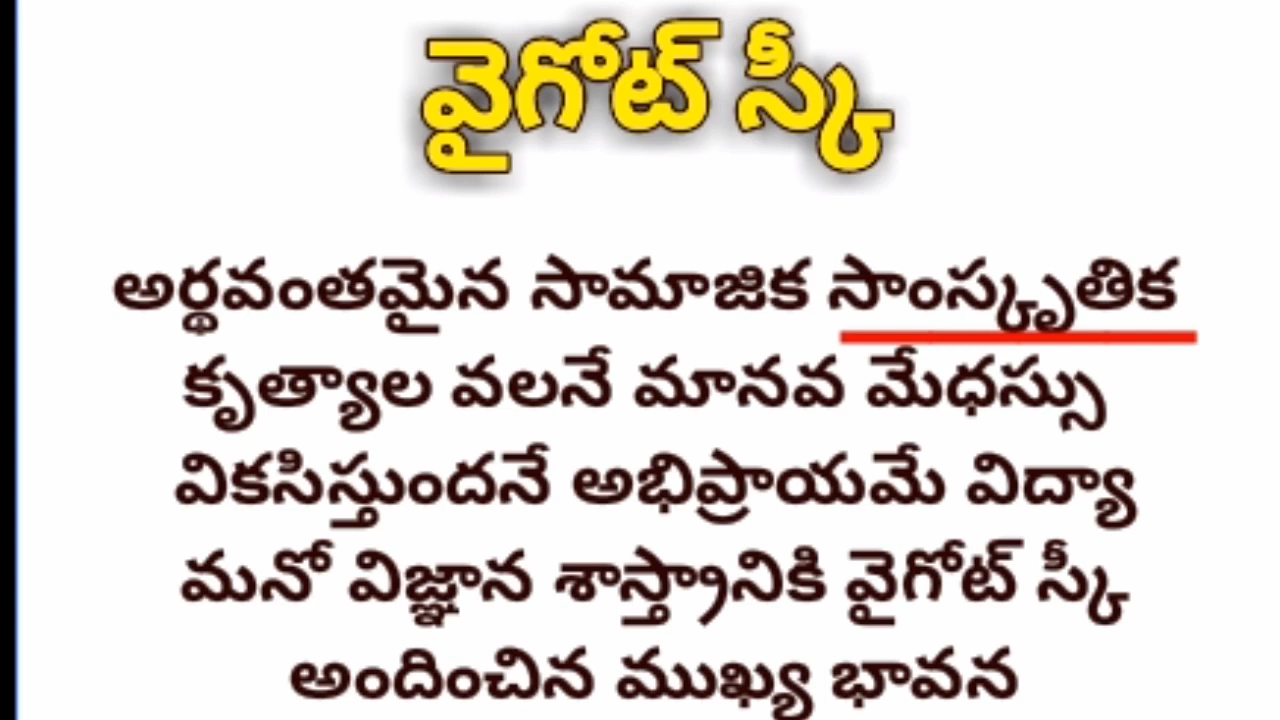 వైగోట్ స్కీ
అర్థవంతమైన సామాజిక సాంస్కృతిక
కృత్యాల వలనే మానవ మేధస్సు
వికసిస్తుందనే అభిప్రాయమే విద్యా
మనో విజ్ఞాన శాస్త్రానికి వైగోట్ స్కీ
అందించిన ముఖ్య భావన